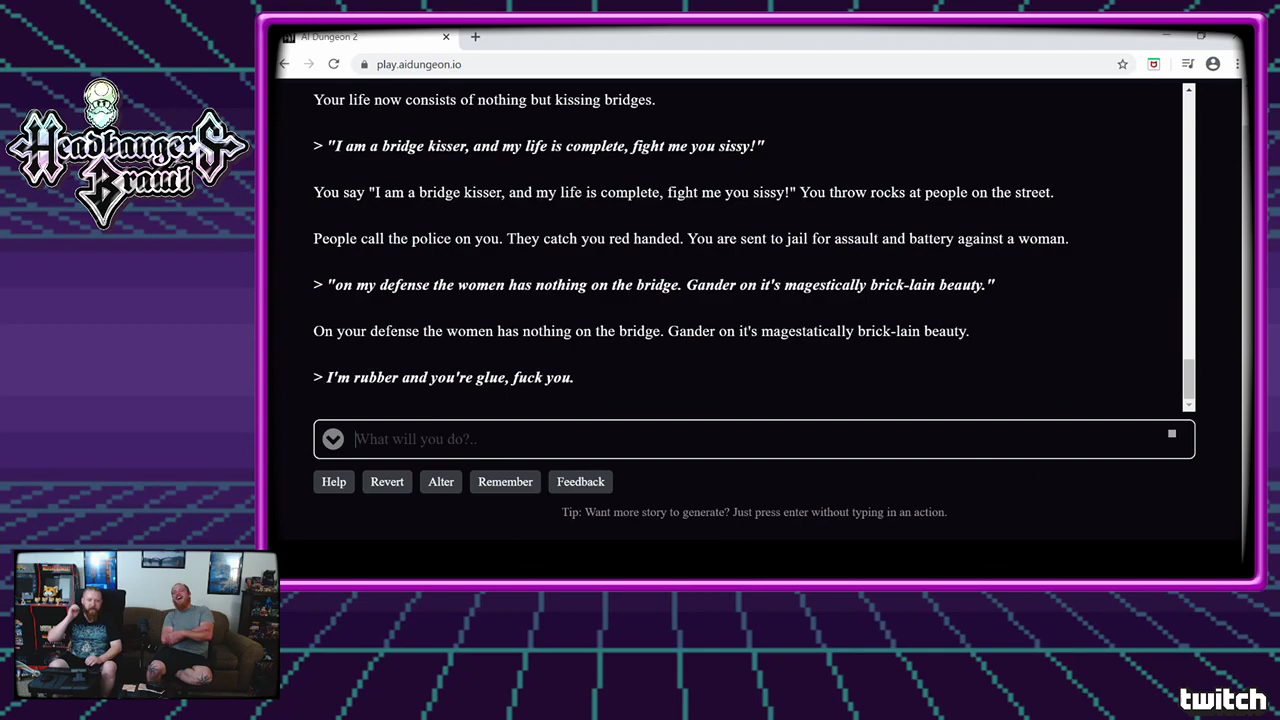 AI Dungeon 2
play.aidungeon.io
HeadbangerS
Brawl
Your life now consists of nothing but kissing bridges.
> "I am a bridge kisser, and my life is complete, fight me you sissy!"
You say "I am a bridge kisser, and my life is complete, fight me you sissy!" You throw rocks at people on the street.
People call the police on you. They catch you red handed. You are sent to jail for assault and battery against a woman.
> "on my defense the women has nothing on the bridge. Gander on it's magestically brick-lain beauty."
On your defense the women has nothing on the bridge. Gander on it's magestatically brick-lain beauty.
> I'm rubber and you're glue, fuck you.
What will you do?..
Help Revert Alter Remember Feedback
Tip: Want more story to generate? Just press enter without typing in an action.
twitch